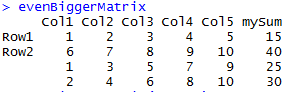 > evenBiggerMatrix
     Col1 Col2 Col3 Col4 Col5 mySum
Row1    1    2    3    4    5    15
Row2    6    7    8    9   10    40
        1    3    5    7    9    25
        2    4    6    8   10    30